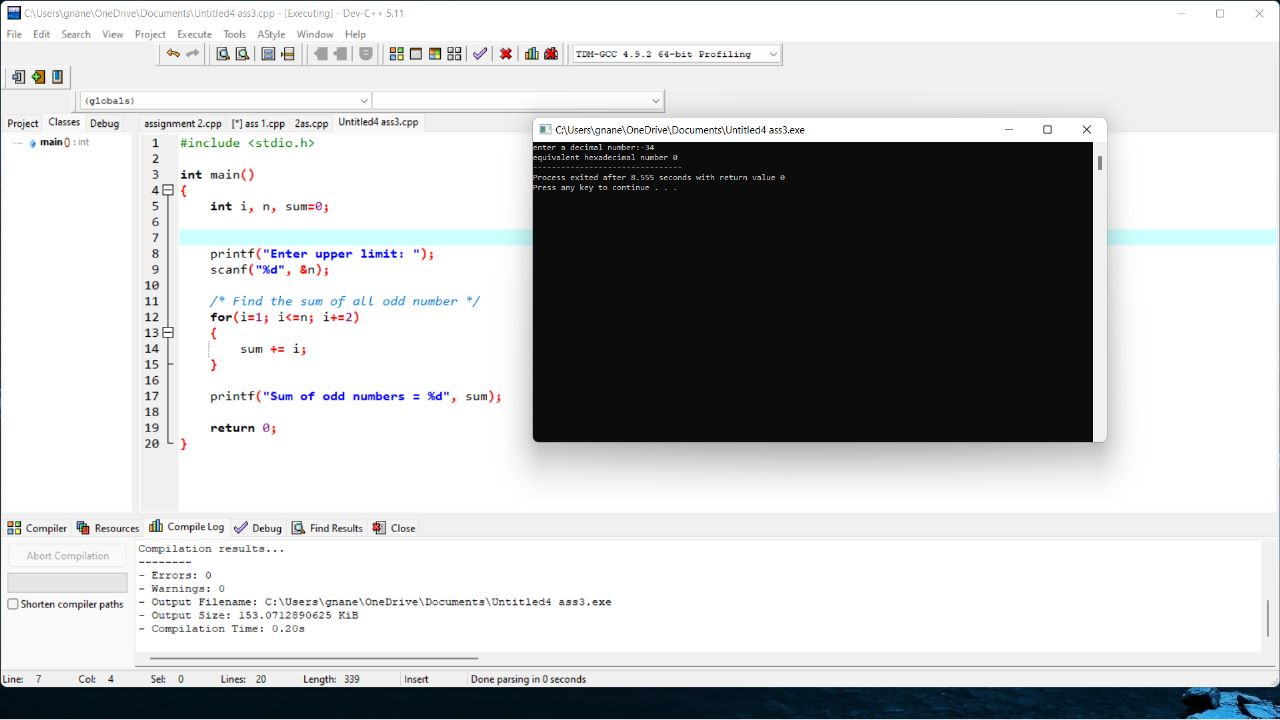 C:\Users\gnane\OneDrive\Documents\Untitled4 ass3.cpp - [Executing] - Dev-C++ 5.11
File Edit Search View Project Execute Tools AStyle Window Help
TDM-GCC 4.9.2 64-bit Profiling
(globals)
Project Classes Debug
assignment 2.cpp [*] ass 1.cpp 2as.cpp Untitled4 ass3.cpp
main() : int
1 #include <stdio.h>
2
3 int main()
4 {
5 int i, n, sum=0;
6
7
8 printf("Enter upper limit: ");
9 scanf("%d", &n);
10
11 /* Find the sum of all odd number */
12 for(i=1; i<=n; i+=2)
13 {
14 sum += i;
15 }
16
17 printf("Sum of odd numbers = %d", sum);
18
19 return 0;
20 }
C:\Users\gnane\OneDrive\Documents\Untitled4 ass3.exe
enter a decimal number:-34
equivalent hexadecimal number 0
--------------------------------
Process exited after 8.555 seconds with return value 0
Press any key to continue . . .
Compiler Resources Compile Log Debug Find Results Close
Abort Compilation
Shorten compiler paths
Compilation results...
--------
- Errors: 0
- Warnings: 0
- Output Filename: C:\Users\gnane\OneDrive\Documents\Untitled4 ass3.exe
- Output Size: 153.0712890625 KiB
- Compilation Time: 0.20s
Line: 7 Col: 4 Sel: 0 Lines: 20 Length: 339 Insert Done parsing in 0 seconds